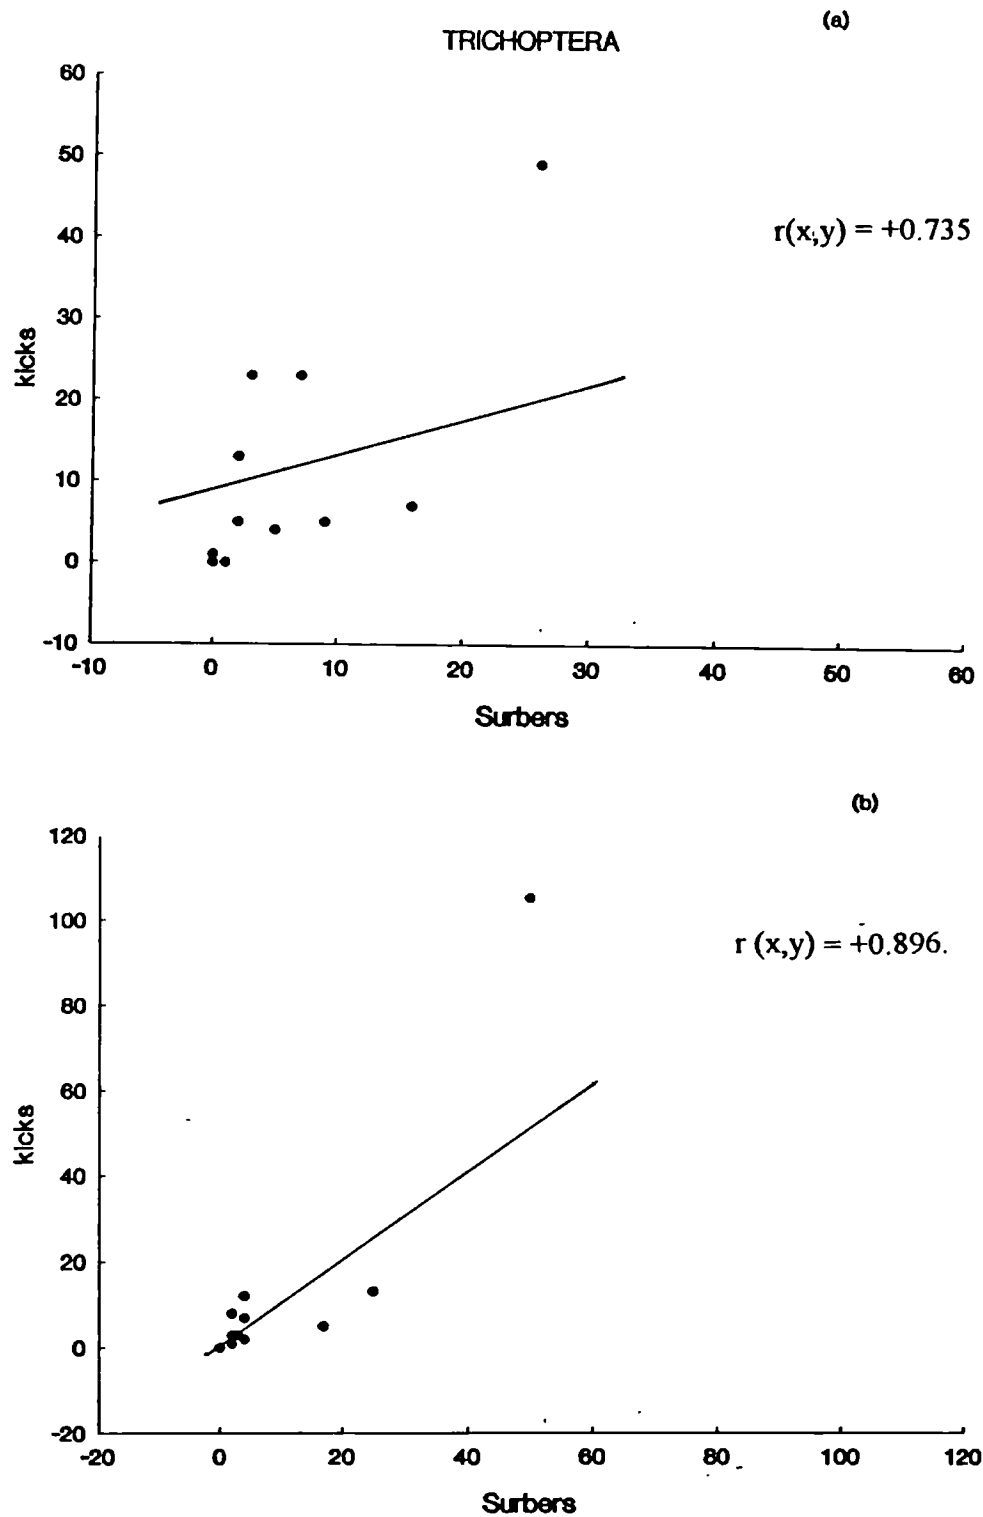 (a)
TRICHOPTERA
60
50
40
30
20
10
0
-10
kicks
r(x,y) = +0.735
-10 0 10 20 30 40 50 60
Surbers
(b)
120
100
80
60
40
20
0
-20
kicks
r (x,y) = +0.896.
-20 0 20 40 60 80 100 120
Surbers